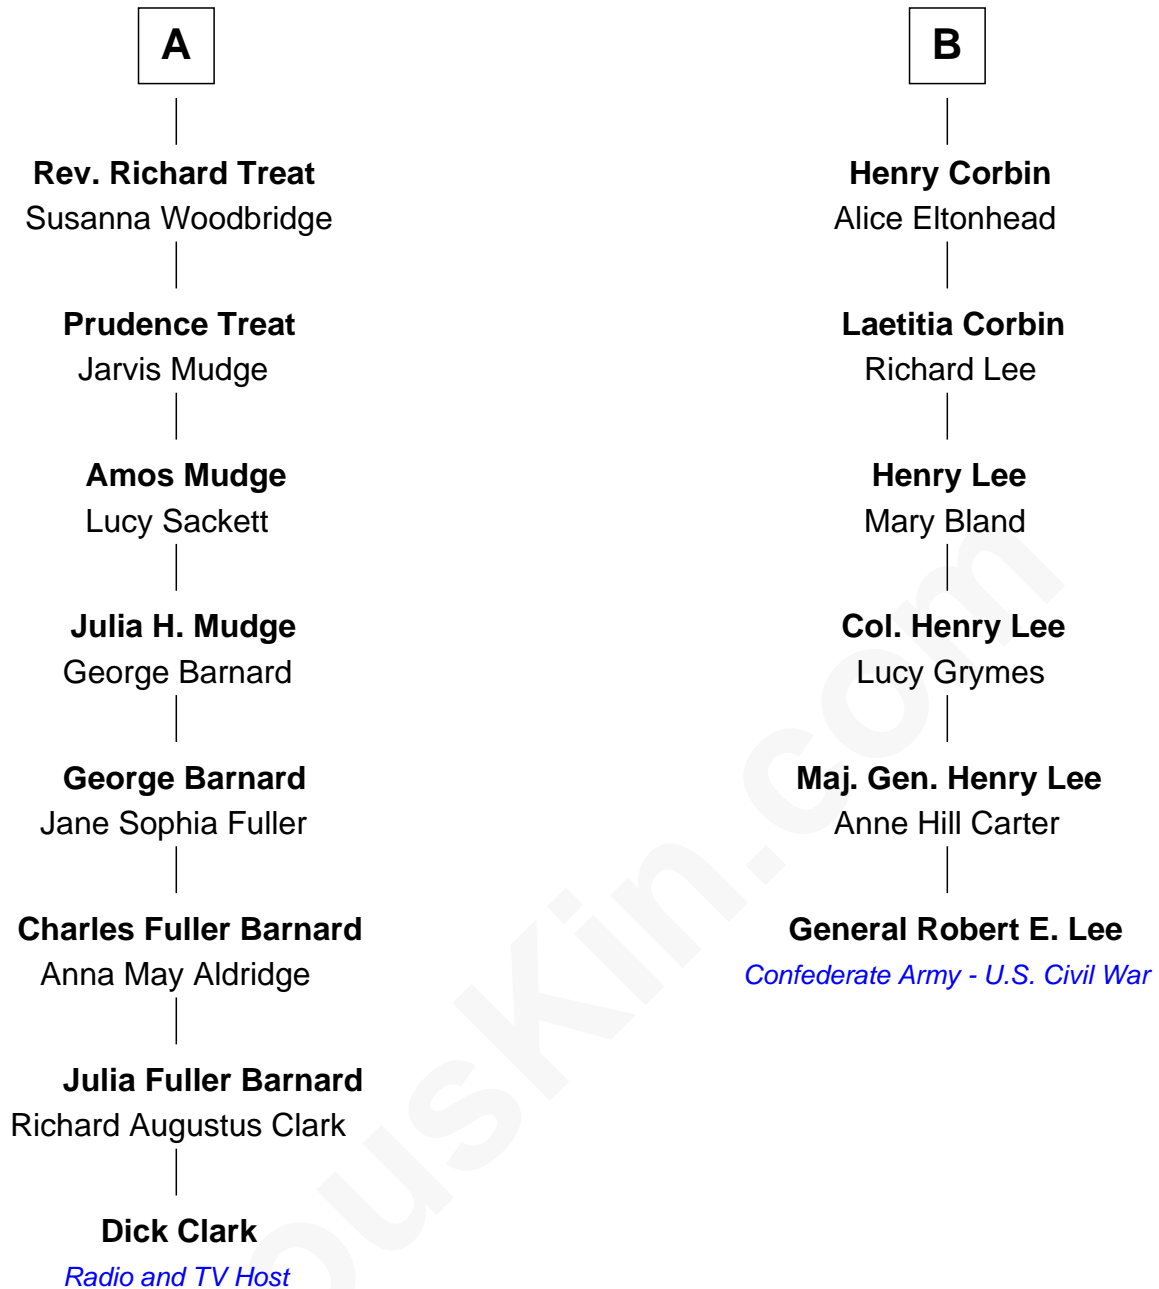 A
Rev. Richard Treat
Susanna Woodbridge
Prudence Treat
Jarvis Mudge
Amos Mudge
Lucy Sackett
Julia H. Mudge
George Barnard
George Barnard
Jane Sophia Fuller
Charles Fuller Barnard
Anna May Aldridge
Julia Fuller Barnard
Richard Augustus Clark
Dick Clark
Radio and TV Host
B
Henry Corbin
Alice Eltonhead
Laetitia Corbin
Richard Lee
Henry Lee
Mary Bland
Col. Henry Lee
Lucy Grymes
Maj. Gen. Henry Lee
Anne Hill Carter
General Robert E. Lee
Confederate Army - U.S. Civil War
ousKin.com